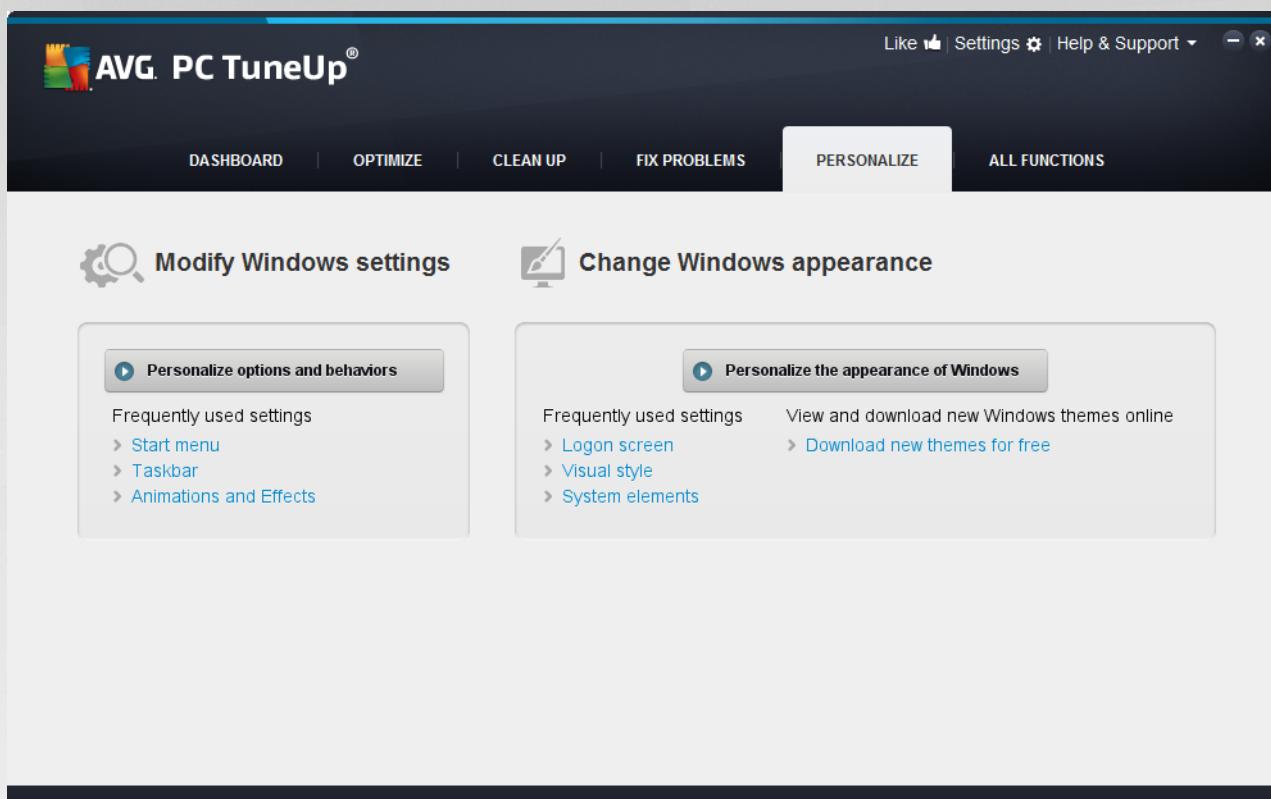 AVG. PC TuneUp®
Like | Settings | Help & Support
DASHBOARD
OPTIMIZE
CLEAN UP
FIX PROBLEMS
PERSONALIZE
ALL FUNCTIONS
Modify Windows settings
Personalize options and behaviors
Frequently used settings
Start menu
Taskbar
Animations and Effects
Change Windows appearance
Personalize the appearance of Windows
Frequently used settings
Logon screen
Visual style
System elements
View and download new Windows themes online
Download new themes for free